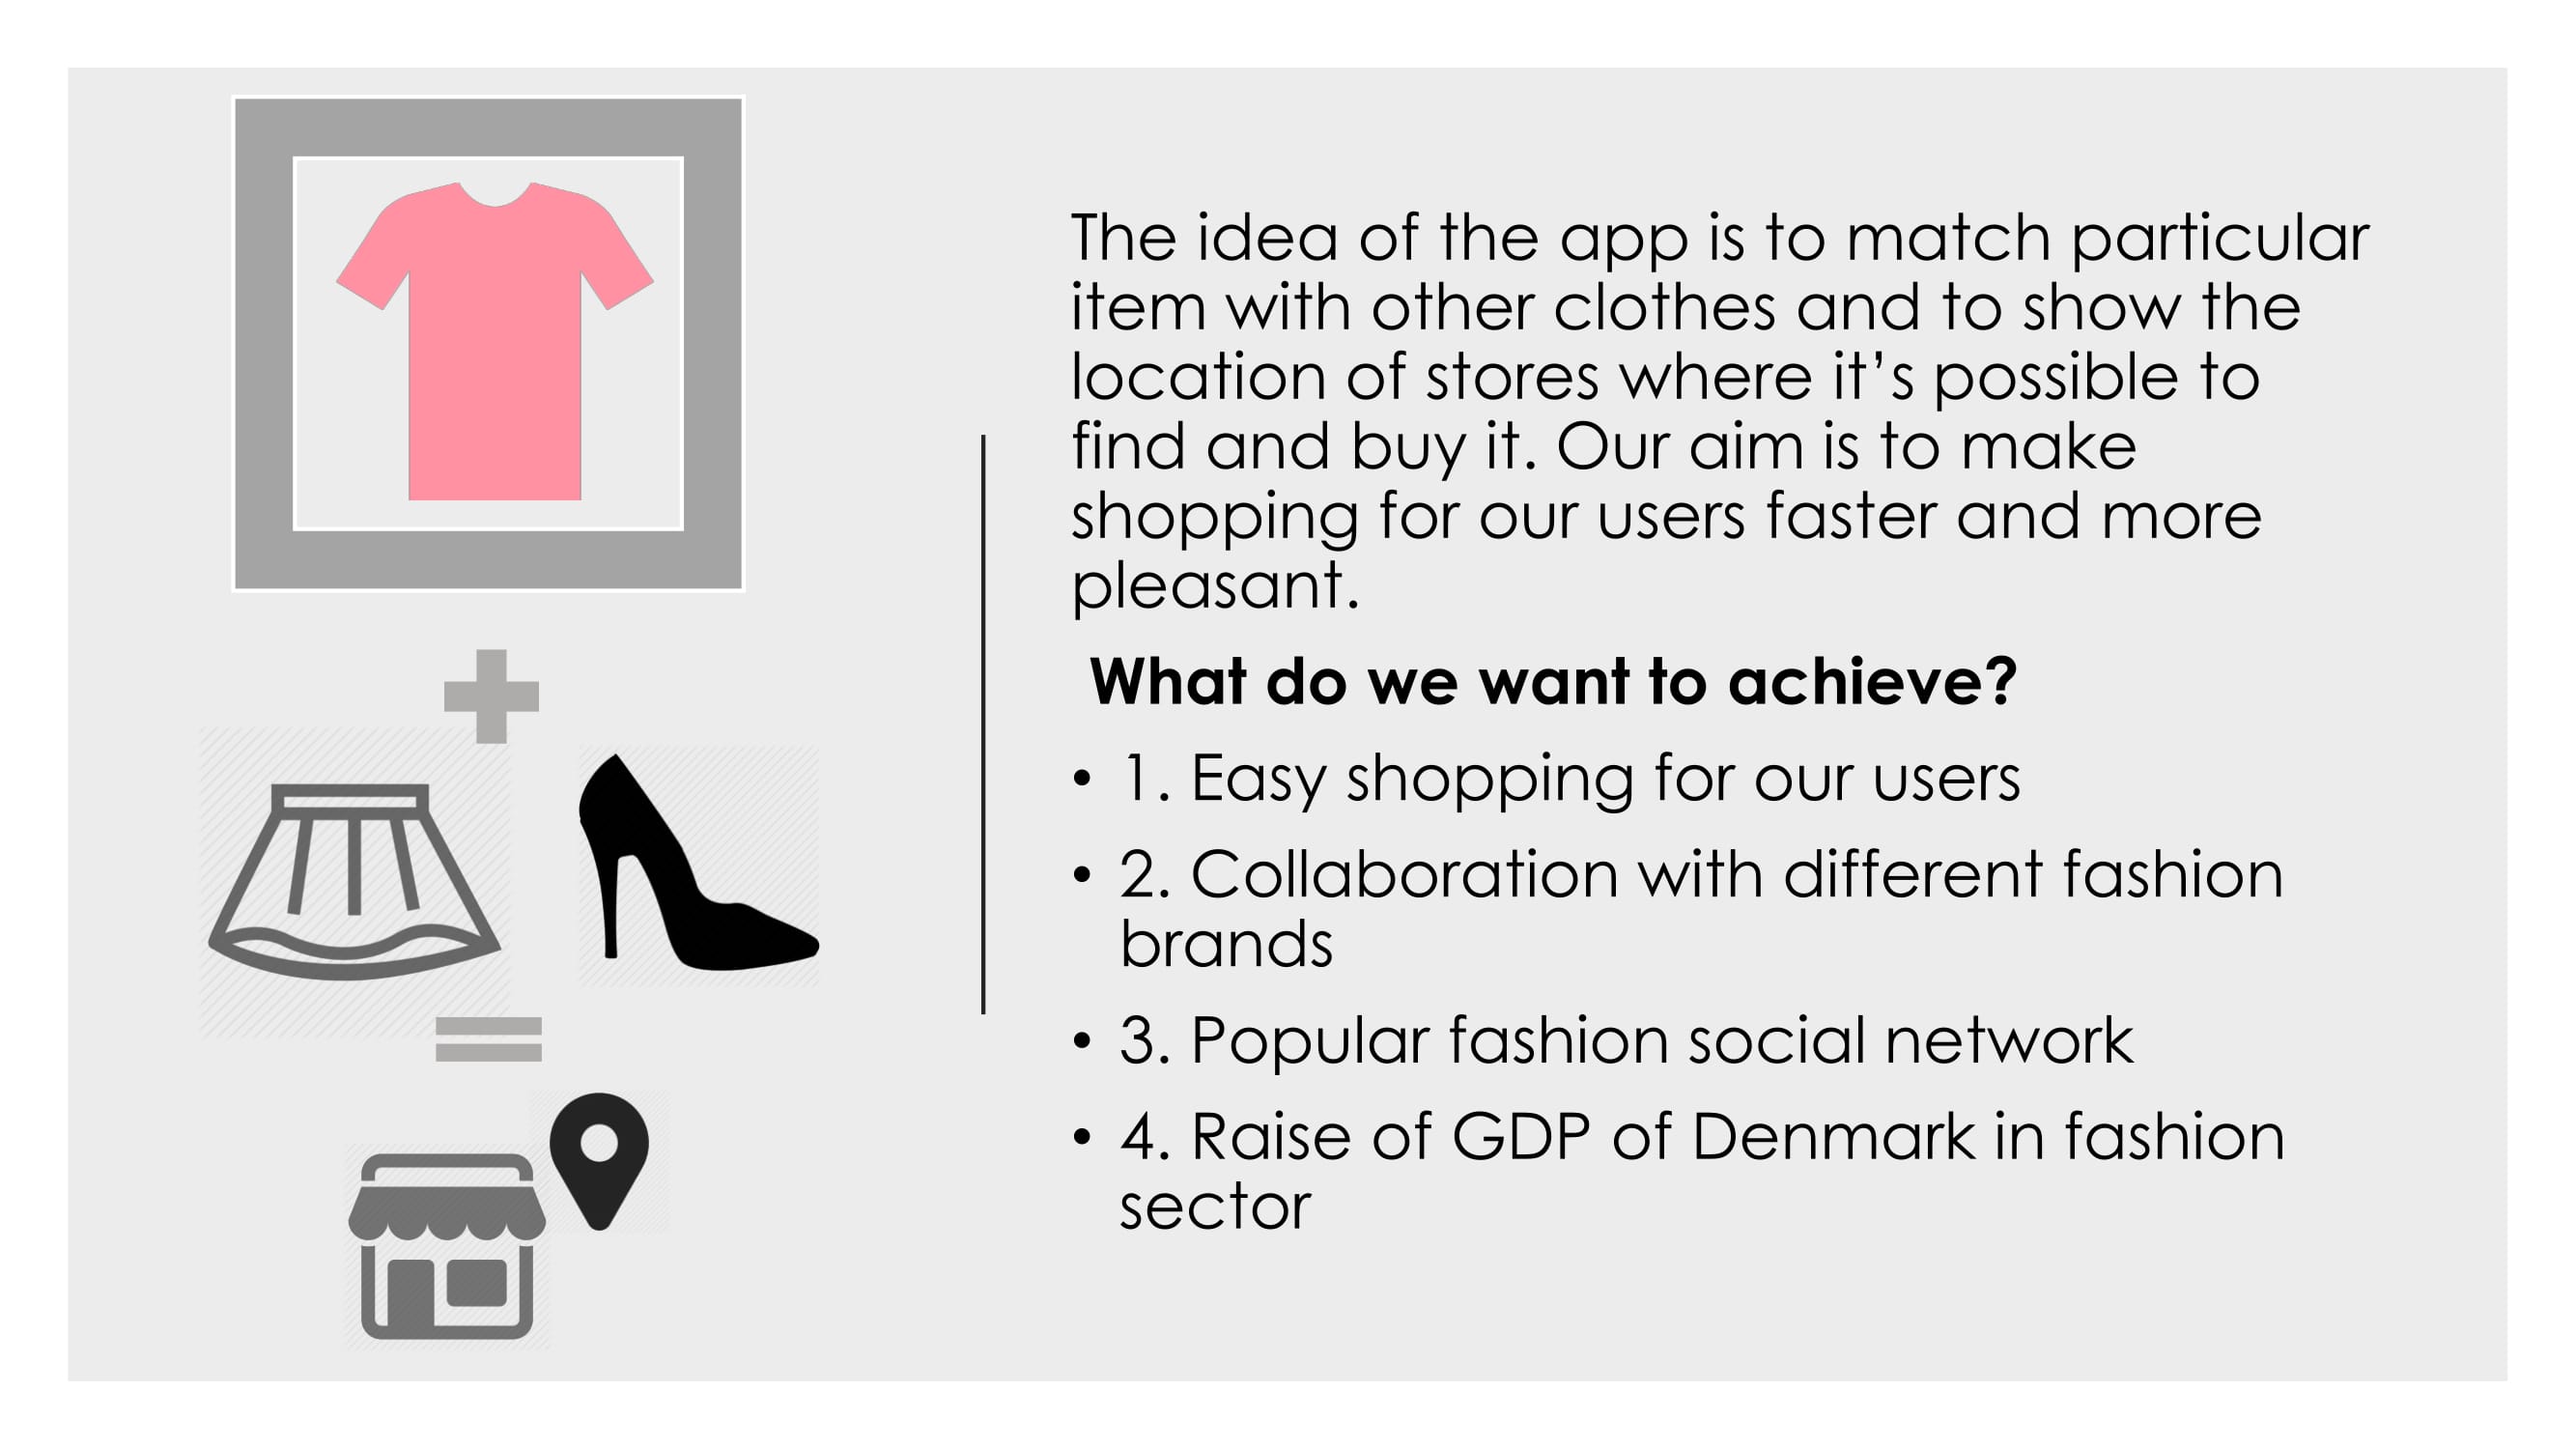 The idea of the app is to match particular
item with other clothes and to show the
location of stores where it’s possible to
find and buy it. Our aim is to make
shopping for our users faster and more
pleasant.
What do we want to achieve?
• 1. Easy shopping for our users
• 2. Collaboration with different fashion
brands
• 3. Popular fashion social network
• 4. Raise of GDP of Denmark in fashion
sector